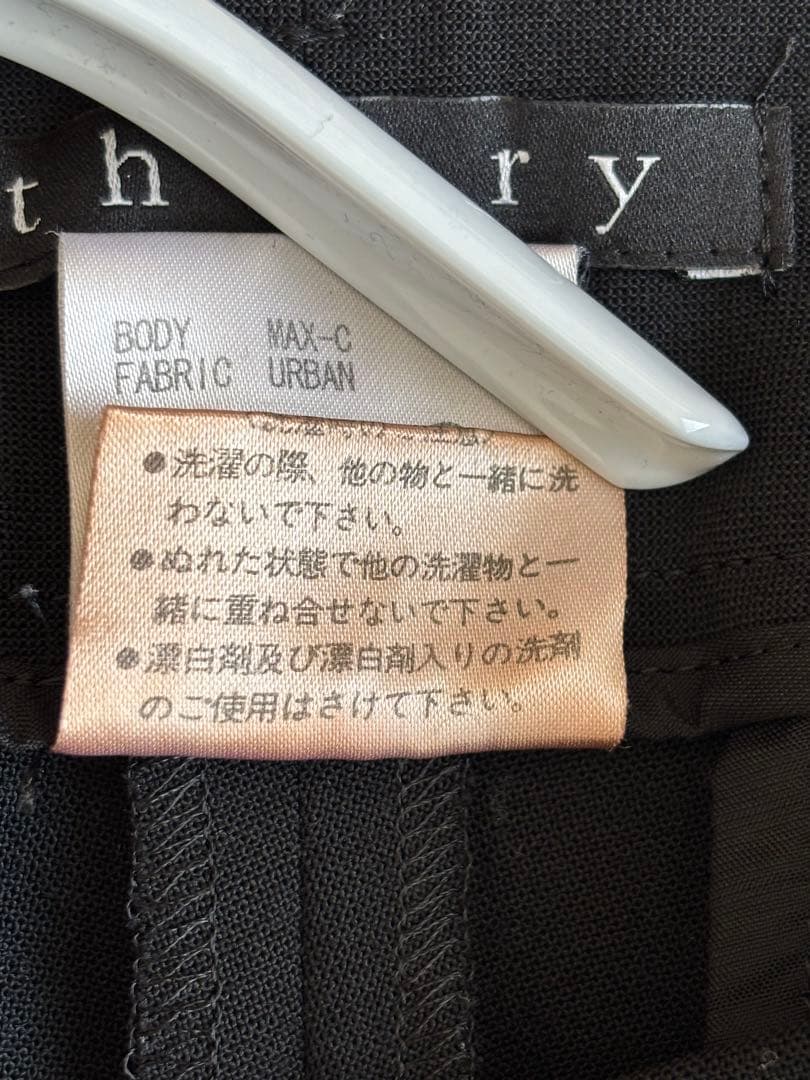 th ry
BODY MAX-C
FABRIC URBAN
●洗濯の際、他の物と一緒に洗
わないで下さい。
●ぬれた状態で他の洗濯物と一
緒に重ね合せないで下さい。
●漂白剤及び漂白剤入りの洗剤
のご使用はさけて下さい。